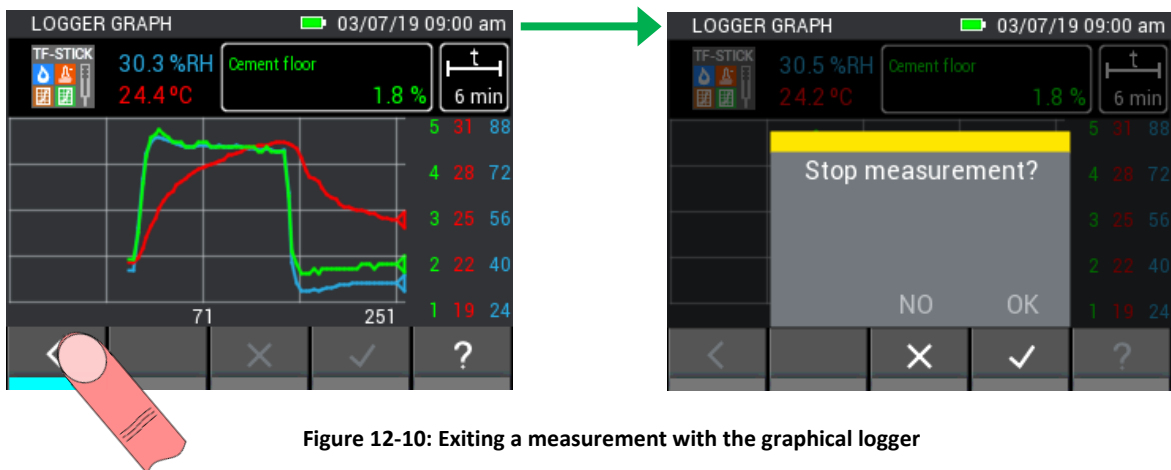 LOGGER GRAPH 03/07/19 09:00 am
TF-STICK
30.3 %RH
24.4 ºC
Cement floor
1.8 %
t
6 min
5 31 88
4 28 72
3 25 56
2 22 40
1 19 24
71 251
?
LOGGER GRAPH 03/07/19 09:00 am
TF-STICK
30.5 %RH
24.2 ºC
Cement floor
1.8 %
t
6 min
5 31 88
4 28 72
3 25 56
2 22 40
1 19 24
Stop measurement?
NO OK
?
Figure 12-10: Exiting a measurement with the graphical logger